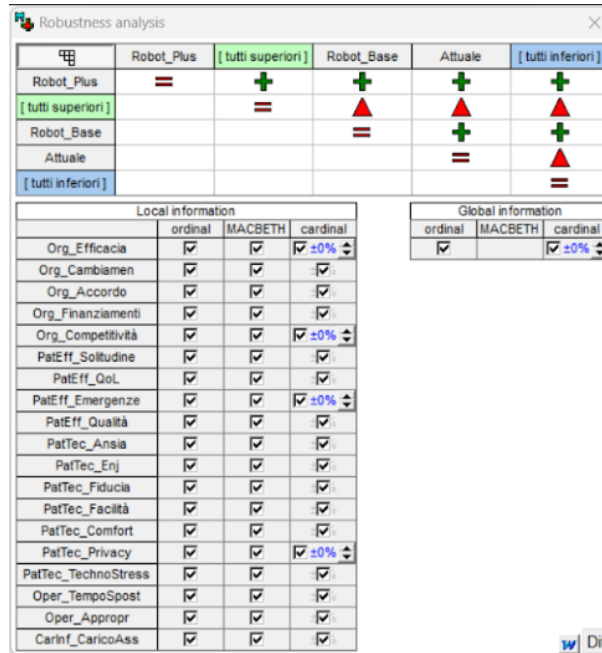 Robustness analysis
Robot_Plus [ tutti superiori ] Robot_Base Attuale [ tutti inferiori ]
Robot_Plus = + + + +
[ tutti superiori ] = ▲ ▲ ▲
Robot_Base = + +
Attuale = ▲
[ tutti inferiori ] =
Local information Global information
ordinal MACBETH cardinal ordinal MACBETH cardinal
Org_Efficacia ±0% ±0%
Org_Cambiamen
Org_Accordo
Org_Finanziamenti
Org_Competitività ±0%
PatEff_Solitudine
PatEff_QoL
PatEff_Emergenze ±0%
PatEff_Qualità
PatTec_Ansia
PatTec_Enj
PatTec_Fiducia
PatTec_Facilità
PatTec_Comfort
PatTec_Privacy ±0%
PatTec_TechnoStress
Oper_TempoSpost
Oper_Appropr
CarInf_CaricoAss
W Di